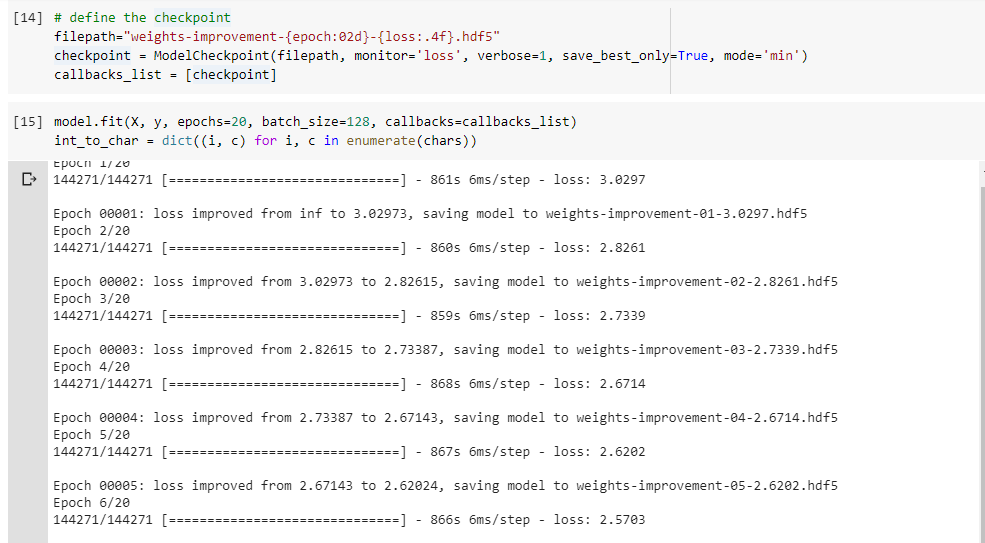 [14] # define the checkpoint
filepath="weights-improvement-{epoch:02d}-{loss:.4f}.hdf5"
checkpoint = ModelCheckpoint(filepath, monitor='loss', verbose=1, save_best_only=True, mode='min')
callbacks_list = [checkpoint]
[15] model.fit(X, y, epochs=20, batch_size=128, callbacks=callbacks_list)
int_to_char = dict((i, c) for i, c in enumerate(chars))
Epoch 1/20
144271/144271 [==============================] - 861s 6ms/step - loss: 3.0297
Epoch 00001: loss improved from inf to 3.02973, saving model to weights-improvement-01-3.0297.hdf5
Epoch 2/20
144271/144271 [==============================] - 860s 6ms/step - loss: 2.8261
Epoch 00002: loss improved from 3.02973 to 2.82615, saving model to weights-improvement-02-2.8261.hdf5
Epoch 3/20
144271/144271 [==============================] - 859s 6ms/step - loss: 2.7339
Epoch 00003: loss improved from 2.82615 to 2.73387, saving model to weights-improvement-03-2.7339.hdf5
Epoch 4/20
144271/144271 [==============================] - 868s 6ms/step - loss: 2.6714
Epoch 00004: loss improved from 2.73387 to 2.67143, saving model to weights-improvement-04-2.6714.hdf5
Epoch 5/20
144271/144271 [==============================] - 867s 6ms/step - loss: 2.6202
Epoch 00005: loss improved from 2.67143 to 2.62024, saving model to weights-improvement-05-2.6202.hdf5
Epoch 6/20
144271/144271 [==============================] - 866s 6ms/step - loss: 2.5703